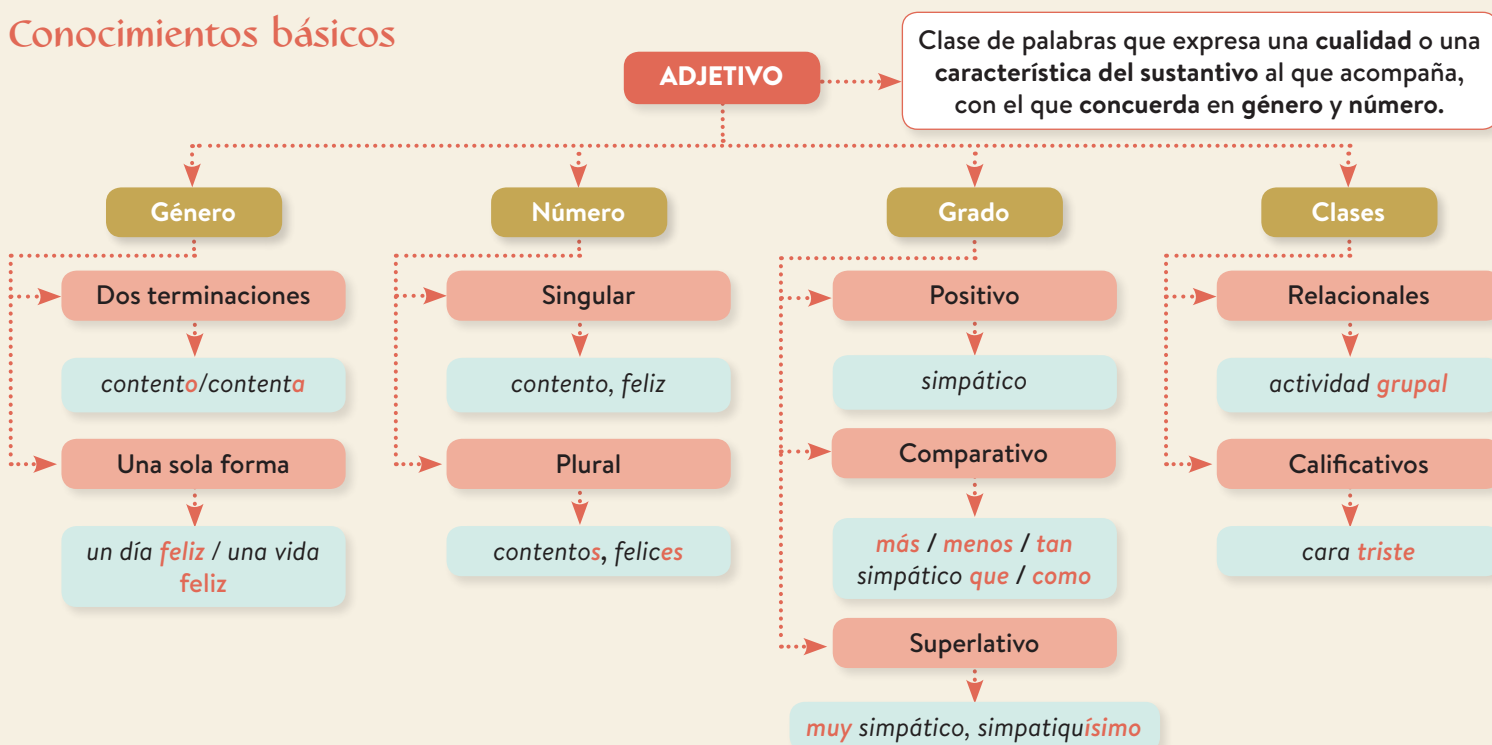 Conocimientos básicos
ADJETIVO
Clase de palabras que expresa una cualidad o una
característica del sustantivo al que acompaña,
con el que concuerda en género y número.
Género
Dos terminaciones
contento/contenta
Una sola forma
un día feliz / una vida
feliz
Número
Singular
contento, feliz
Plural
contentos, felices
Grado
Positivo
simpático
Comparativo
más / menos / tan
simpático que / como
Superlativo
muy simpático, simpatiquísimo
Clases
Relacionales
actividad grupal
Calificativos
cara triste